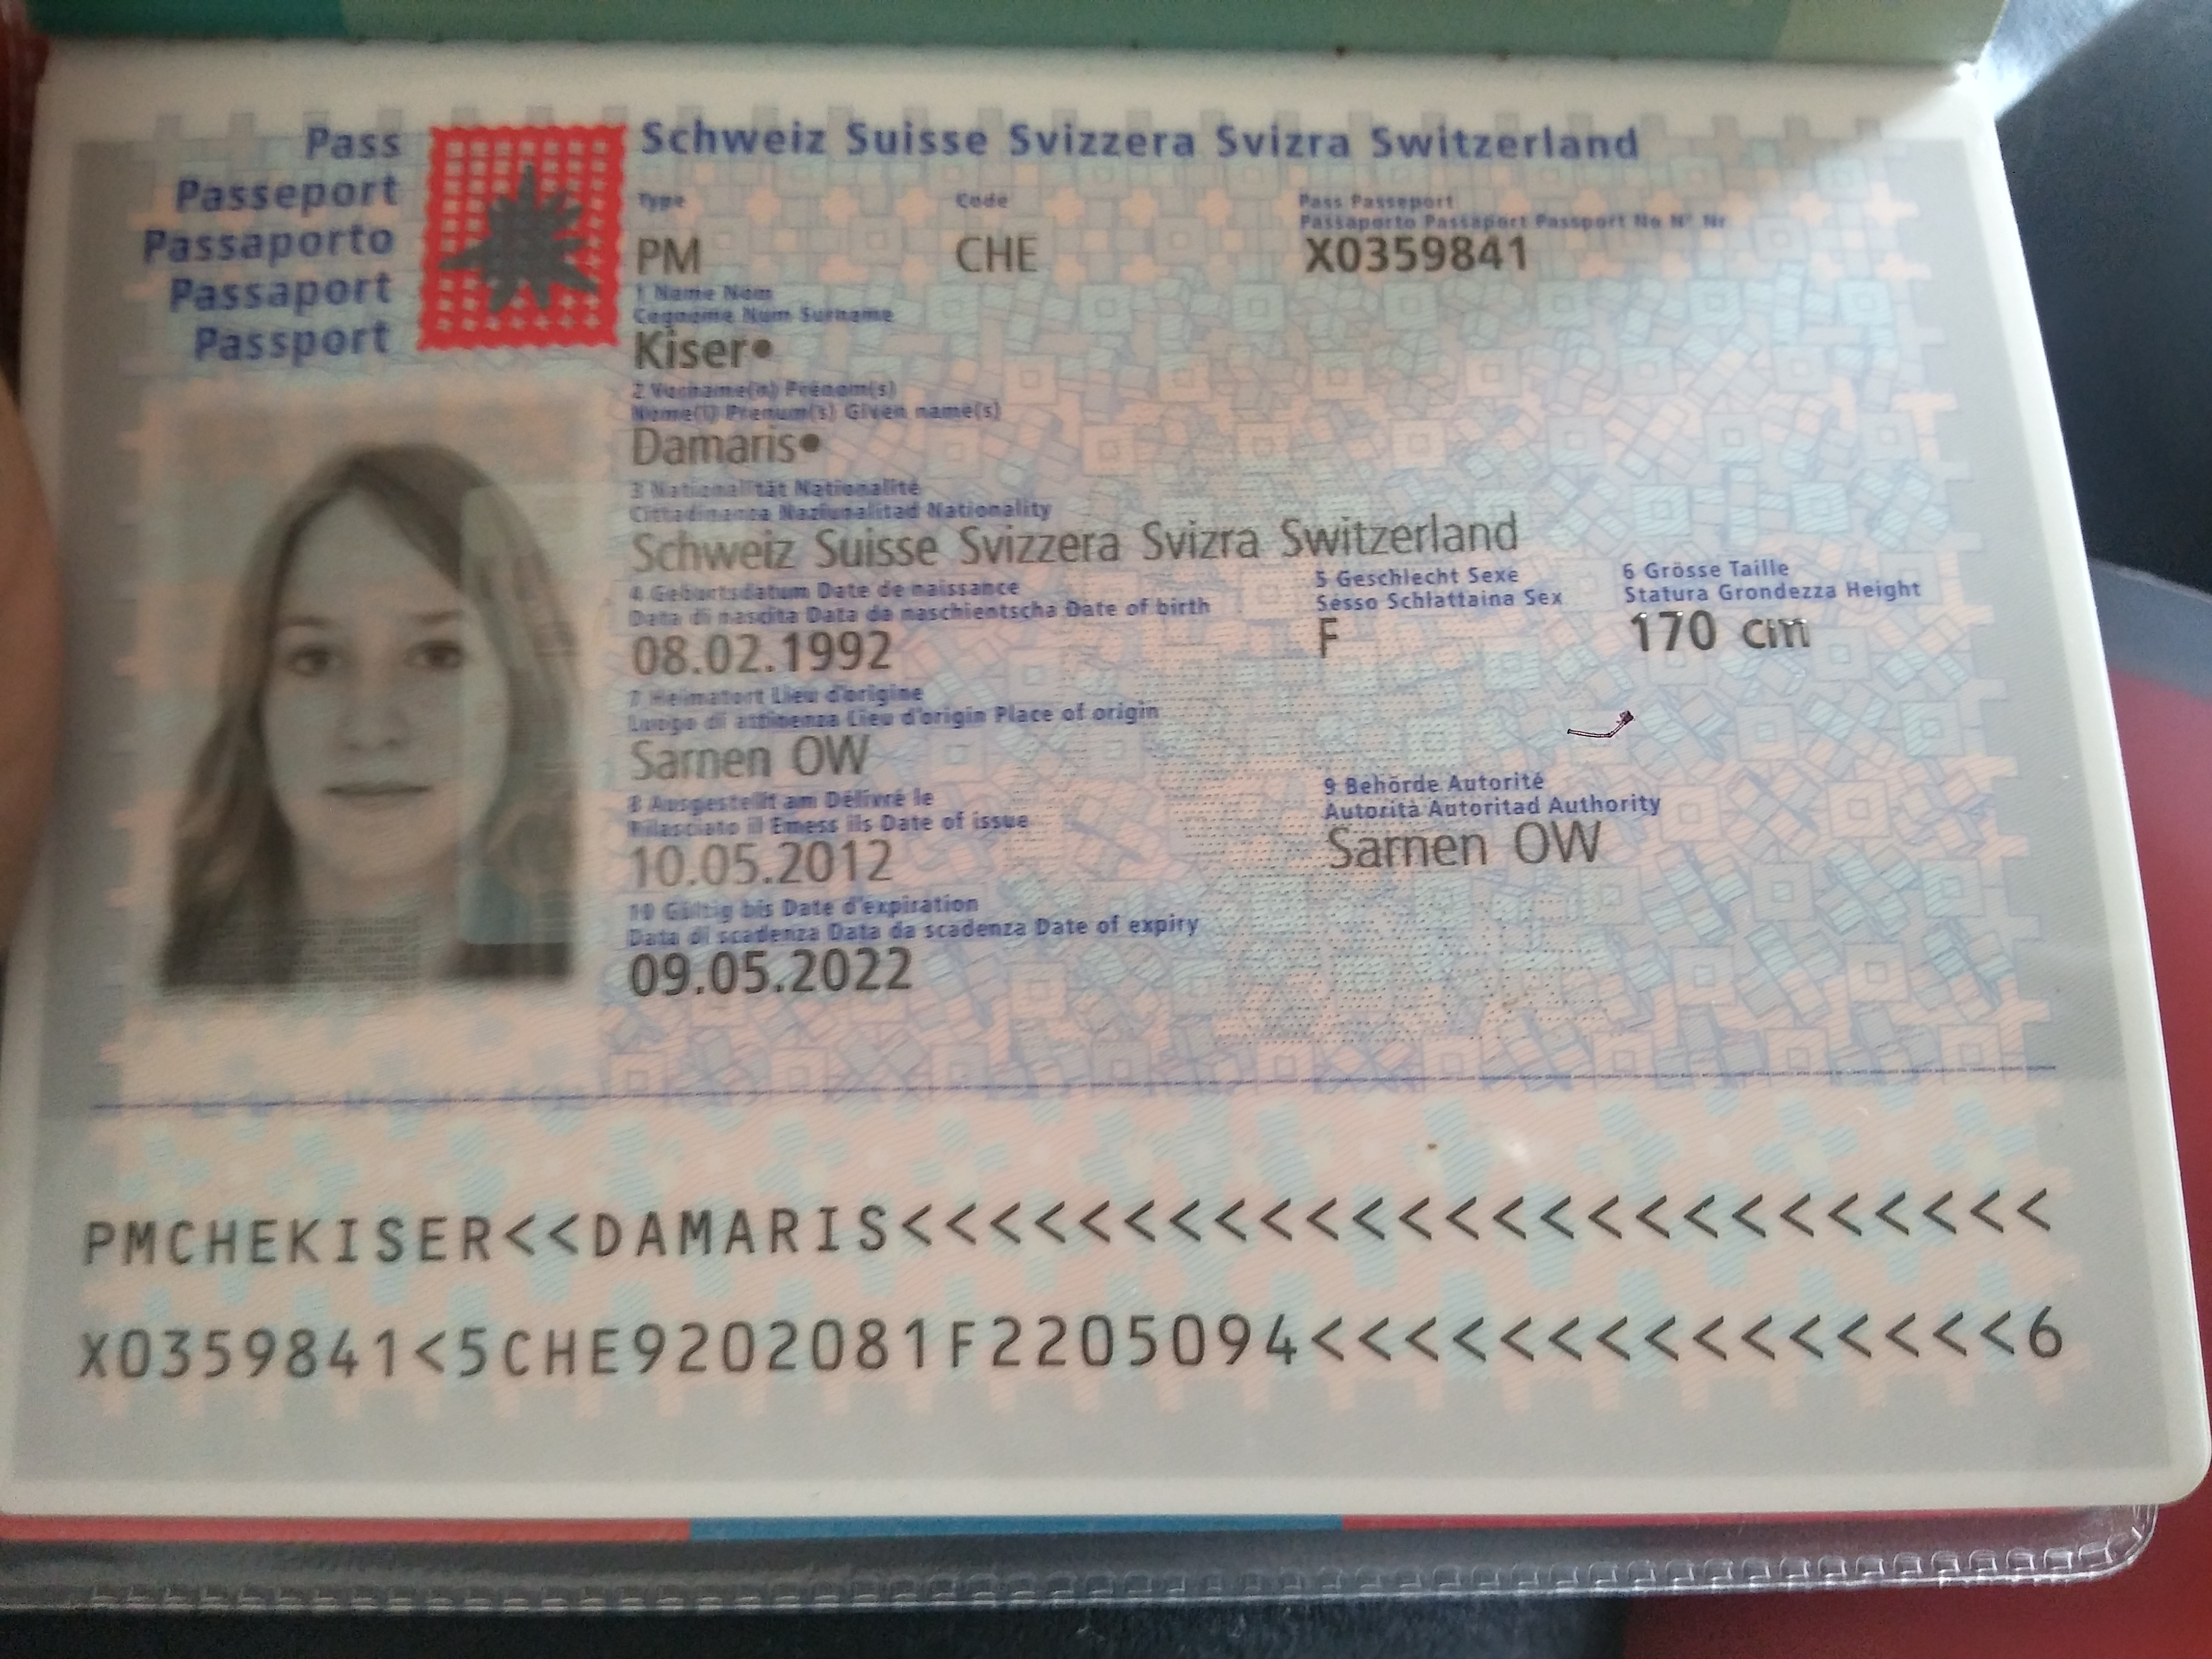 Pass
Passeport
Passaporto
Passaport
Passport
Schweiz Suisse Svizzera Svizra Switzerland
Type
Code
Pass Passeport
Passaporto Passaport Passport No N° Nr
PM
CHE
X0359841
1 Name Nom
Cognome Num Surname
Kiser•
2 Vorname(n) Prénom(s)
Nome(i) Prenum(s) Given name(s)
Damaris•
3 Nationalität Nationalité
Cittadinanza Naziunalitad Nationality
Schweiz Suisse Svizzera Svizra Switzerland
4 Geburtsdatum Date de naissance
Data di nascita Data da naschientscha Date of birth
08.02.1992
5 Geschlecht Sexe
Sesso Schlattaina Sex
F
6 Grösse Taille
Statura Grondezza Height
170 cm
7 Heimatort Lieu d'origine
Luogo di attinenza Lieu d'origin Place of origin
Sarnen OW
8 Ausgestellt am Délivré le
Rilasciato il Emess ils Date of issue
10.05.2012
9 Behörde Autorité
Autorità Autoritad Authority
Sarnen OW
10 Gültig bis Date d'expiration
Data di scadenza Data da scadenza Date of expiry
09.05.2022
PMCHEKISER<<DAMARIS<<<<<<<<<<<<<<<<<<<<<<<<<
X0359841<5CHE9202081F2205094<<<<<<<<<<<<<<<6